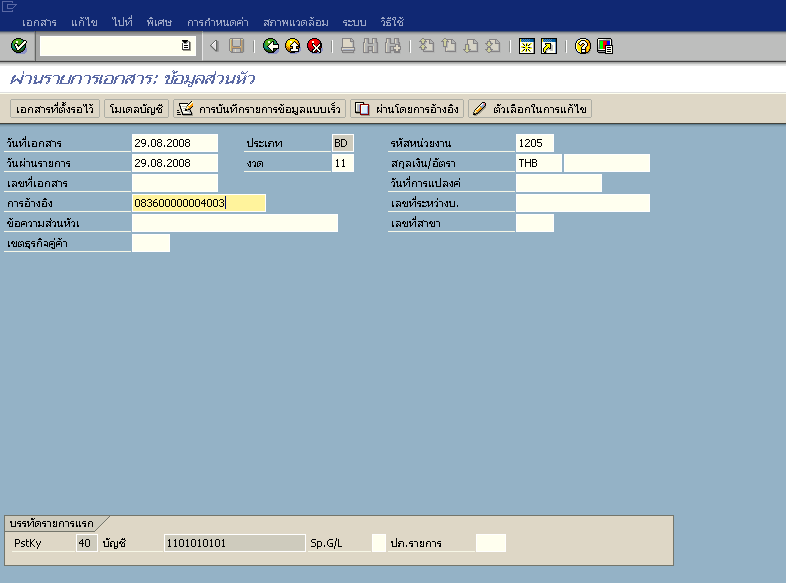 เอกสาร แก้ไข ไปที่ พิเศษ การกำหนดค่า สภาพแวดล้อม ระบบ วิธีใช้
ผ่านรายการเอกสาร: ข้อมูลส่วนหัว
เอกสารที่ตั้งรอไว้ โมเดลบัญชี การบันทึกรายการข้อมูลแบบเร็ว ผ่านโดยการอ้างอิง ตัวเลือกในการแก้ไข
วันที่เอกสาร 29.08.2008 ประเภท BD รหัสหน่วยงาน 1205
วันผ่านรายการ 29.08.2008 งวด 11 สกุลเงิน/อัตรา THB
เลขที่เอกสาร วันที่การแปลงค่
การอ้างอิง 083600000004003 เลขที่ระหว่างบ.
ข้อความส่วนหัวเ เลขที่สาขา
เขตธุรกิจคู่ค้า
บรรทัดรายการแรก
PstKy 40 บัญชี 1101010101 Sp.G/L ปภ.รายการ